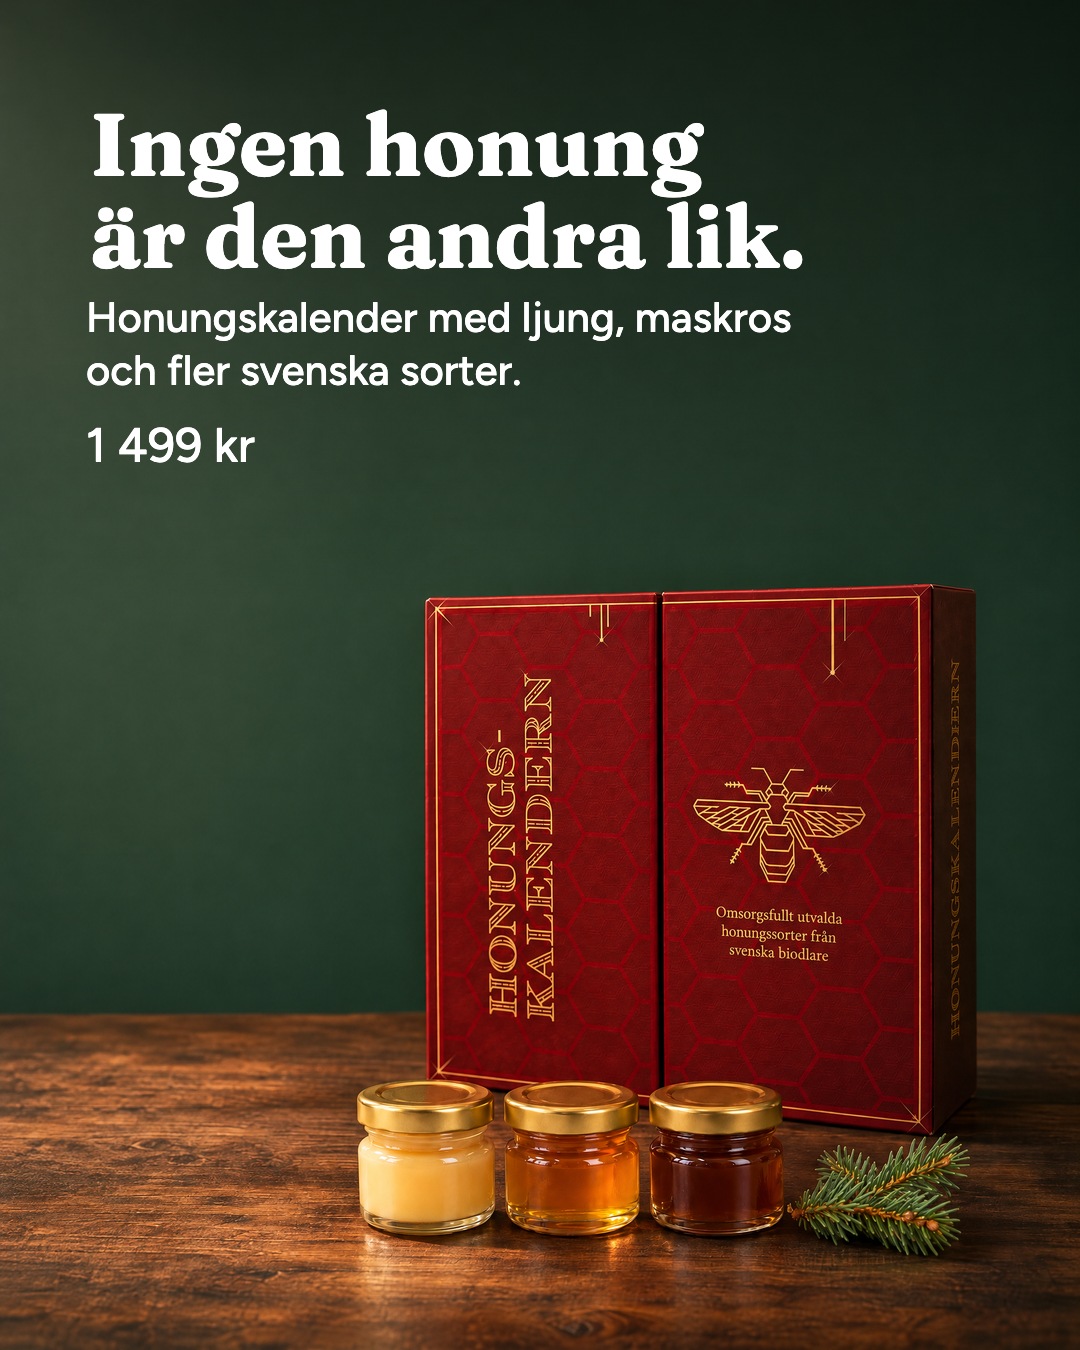 Ingen honung
är den andra lik.
Honungskalender med ljung, maskros
och fler svenska sorter.
1 499 kr
HONUNGS-
KALENDERN
Omsorgsfullt utvalda
honungssorter från
svenska biodlare
HONUNGSKALENDERN